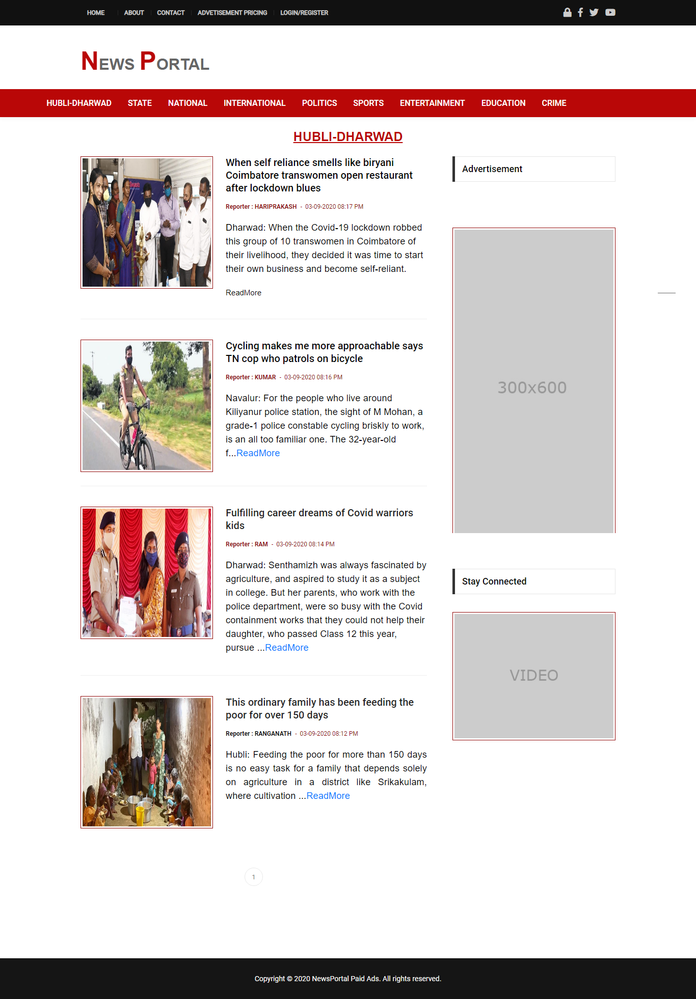 HOME
ABOUT
CONTACT
ADVETISEMENT PRICING
LOGIN/REGISTER
NEWS PORTAL
HUBLI-DHARWAD
STATE
NATIONAL
INTERNATIONAL
POLITICS
SPORTS
ENTERTAINMENT
EDUCATION
CRIME
HUBLI-DHARWAD
When self reliance smells like biryani
Coimbatore transwomen open restaurant
after lockdown blues
Reporter : HARIPRAKASH - 03-09-2020 08:17 PM
Dharwad: When the Covid-19 lockdown robbed
this group of 10 transwomen in Coimbatore of
their livelihood, they decided it was time to start
their own business and become self-reliant.
ReadMore
Cycling makes me more approachable says
TN cop who patrols on bicycle
Reporter : KUMAR - 03-09-2020 08:16 PM
Navalur: For the people who live around
Kiliyanur police station, the sight of M Mohan, a
grade-1 police constable cycling briskly to work,
is an all too familiar one. The 32-year-old
f...ReadMore
Fulfilling career dreams of Covid warriors
kids
Reporter : RAM - 03-09-2020 08:14 PM
Dharwad: Senthamizh was always fascinated by
agriculture, and aspired to study it as a subject
in college. But her parents, who work with the
police department, were so busy with the Covid
containment works that they could not help their
daughter, who passed Class 12 this year,
pursue ...ReadMore
This ordinary family has been feeding the
poor for over 150 days
Reporter : RANGANATH - 03-09-2020 08:12 PM
Hubli: Feeding the poor for more than 150 days
is no easy task for a family that depends solely
on agriculture in a district like Srikakulam,
where cultivation ...ReadMore
1
Advertisement
300x600
Stay Connected
VIDEO
Copyright © 2020 NewsPortal Paid Ads. All rights reserved.